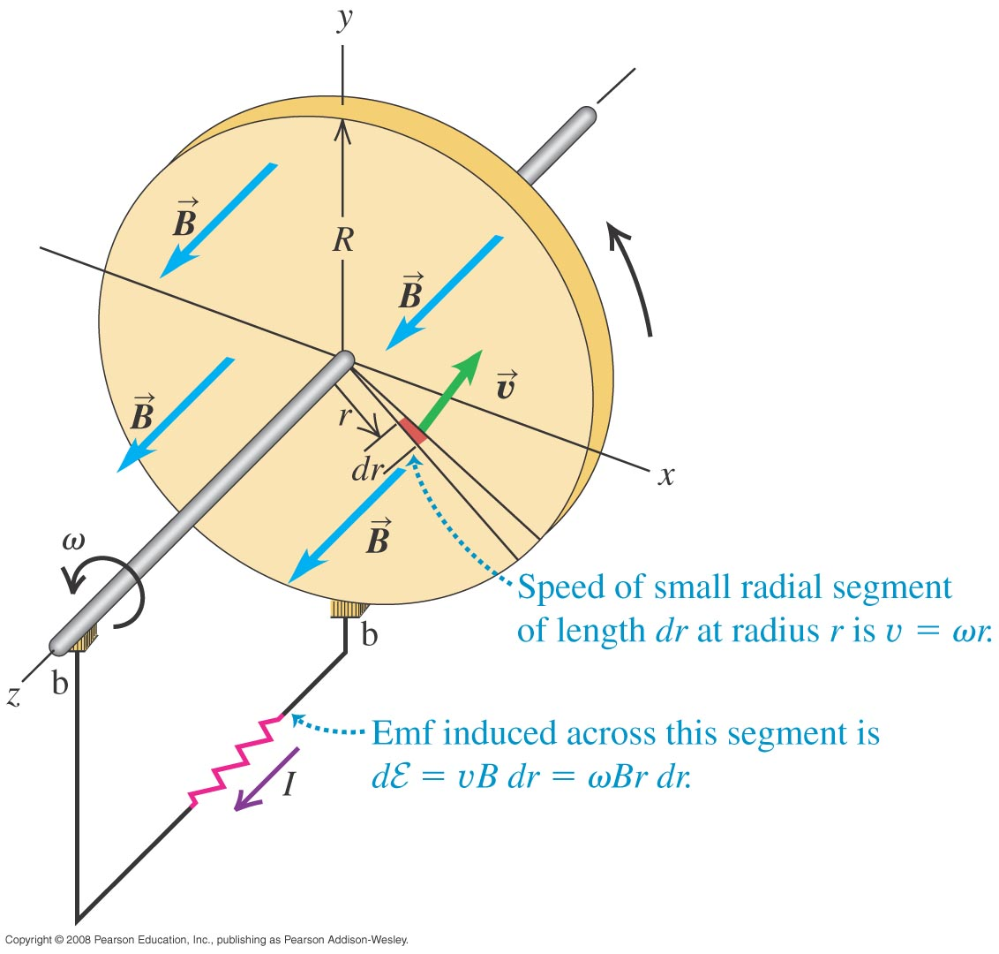 y
B⃗
R
B⃗
v⃗
B⃗
r
x
dr
B⃗
ω
Speed of small radial segment
of length dr at radius r is v = ωr.
b
b
z
Emf induced across this segment is
dℰ = vB dr = ωBr dr.
I
Copyright © 2008 Pearson Education, Inc., publishing as Pearson Addison-Wesley.